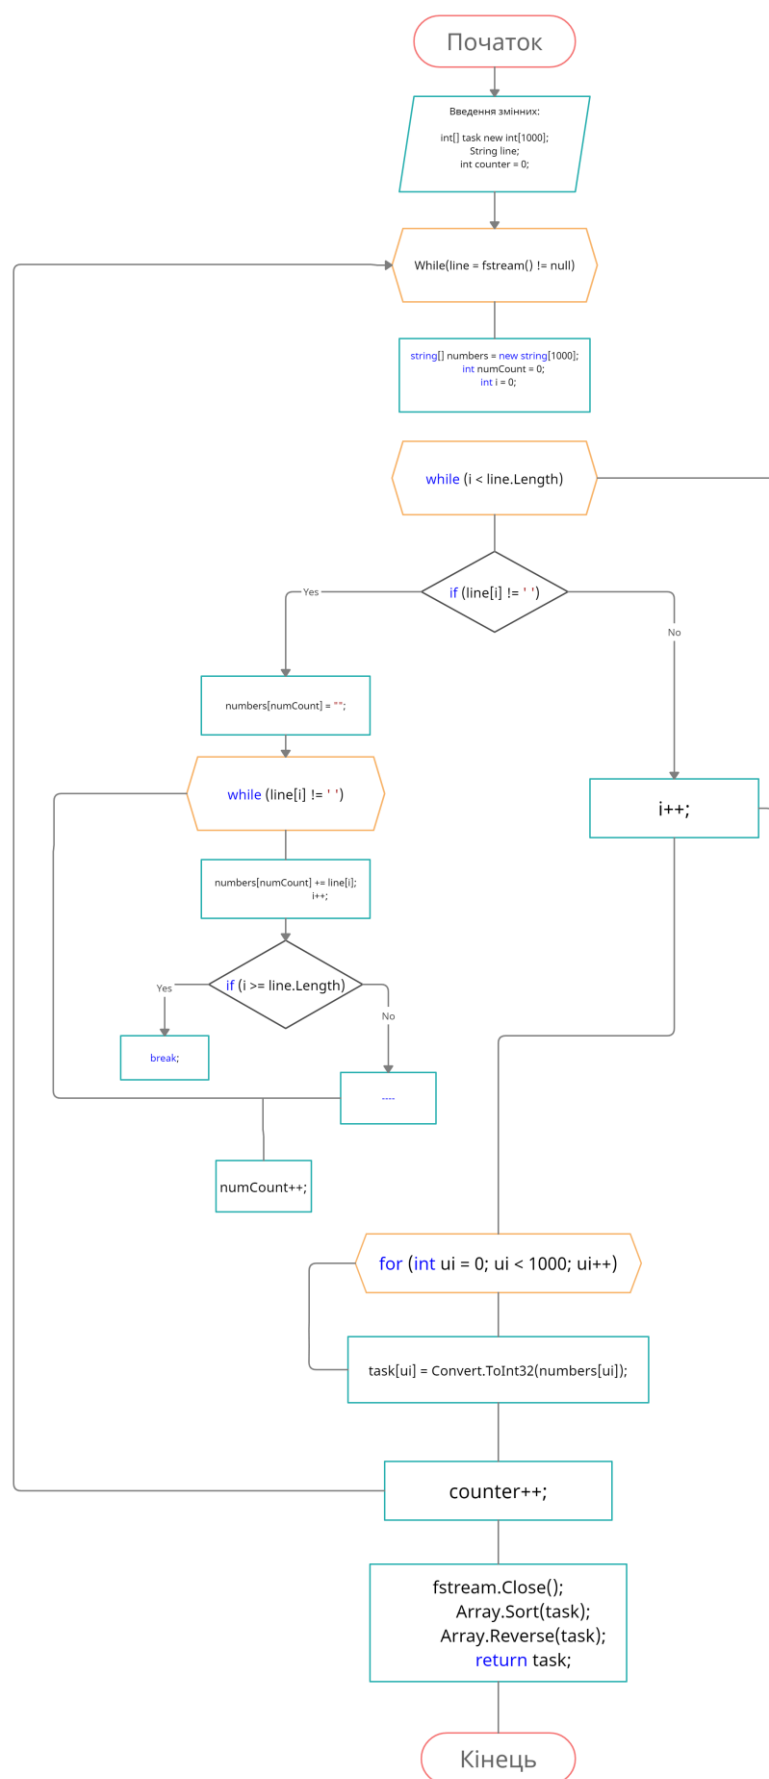 Початок
Введення змінних:
int[] task new int[1000];
String line;
int counter = 0;
While(line = fstream() != null)
string[] numbers = new string[1000];
int numCount = 0;
int i = 0;
while (i < line.Length)
if (line[i] != ' ')
Yes
No
numbers[numCount] = "";
while (line[i] != ' ')
i++;
numbers[numCount] += line[i];
i++;
if (i >= line.Length)
Yes
No
break;
----
numCount++;
for (int ui = 0; ui < 1000; ui++)
task[ui] = Convert.ToInt32(numbers[ui]);
counter++;
fstream.Close();
Array.Sort(task);
Array.Reverse(task);
return task;
Кінець